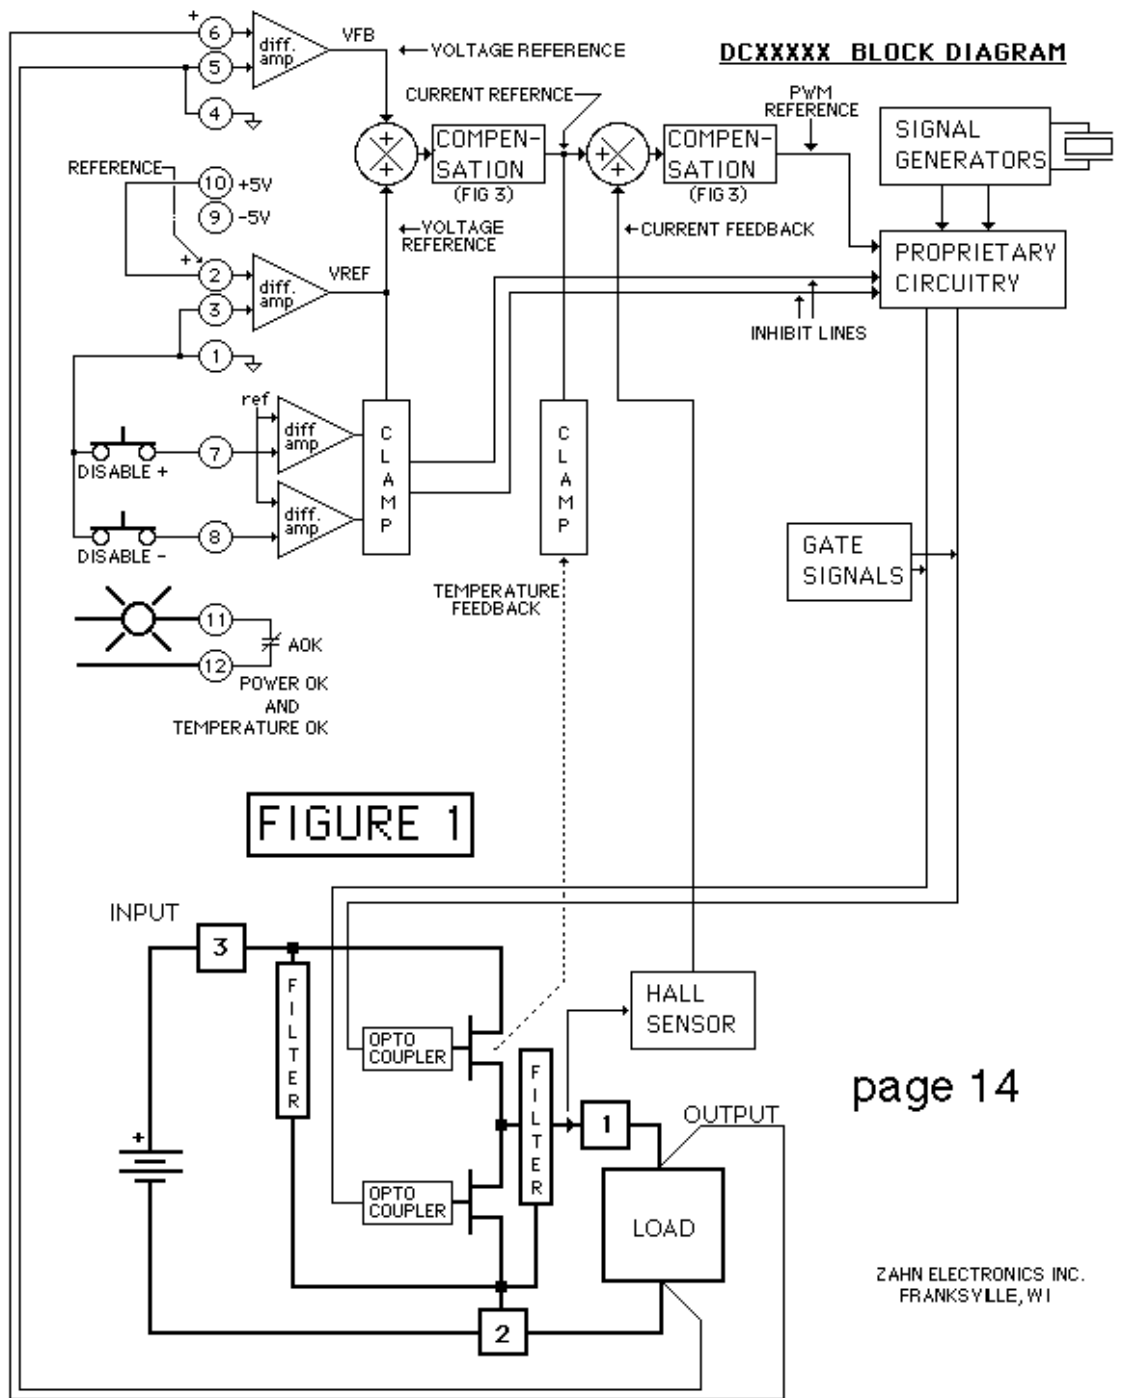 DCXXXXX BLOCK DIAGRAM
+
6
5
4
diff.
amp
VFB
VOLTAGE REFERENCE
CURRENT REFERNCE
PWM
REFERENCE
SIGNAL
GENERATORS
+
+
COMPEN-
SATION
(FIG 3)
+
+
COMPEN-
SATION
(FIG 3)
REFERENCE
10
+5V
9
-5V
VOLTAGE
REFERENCE
CURRENT FEEDBACK
PROPRIETARY
CIRCUITRY
+
2
3
1
diff.
amp
VREF
INHIBIT LINES
ref
diff
amp
7
DISABLE +
diff.
amp
8
DISABLE -
CLAMP
CLAMP
GATE
SIGNALS
TEMPERATURE
FEEDBACK
11
12
AOK
POWER OK
AND
TEMPERATURE OK
FIGURE 1
INPUT
3
FILTER
OPTO
COUPLER
HALL
SENSOR
FILTER
1
OUTPUT
page 14
+
OPTO
COUPLER
LOAD
2
ZAHN ELECTRONICS INC.
FRANKSVILLE, WI